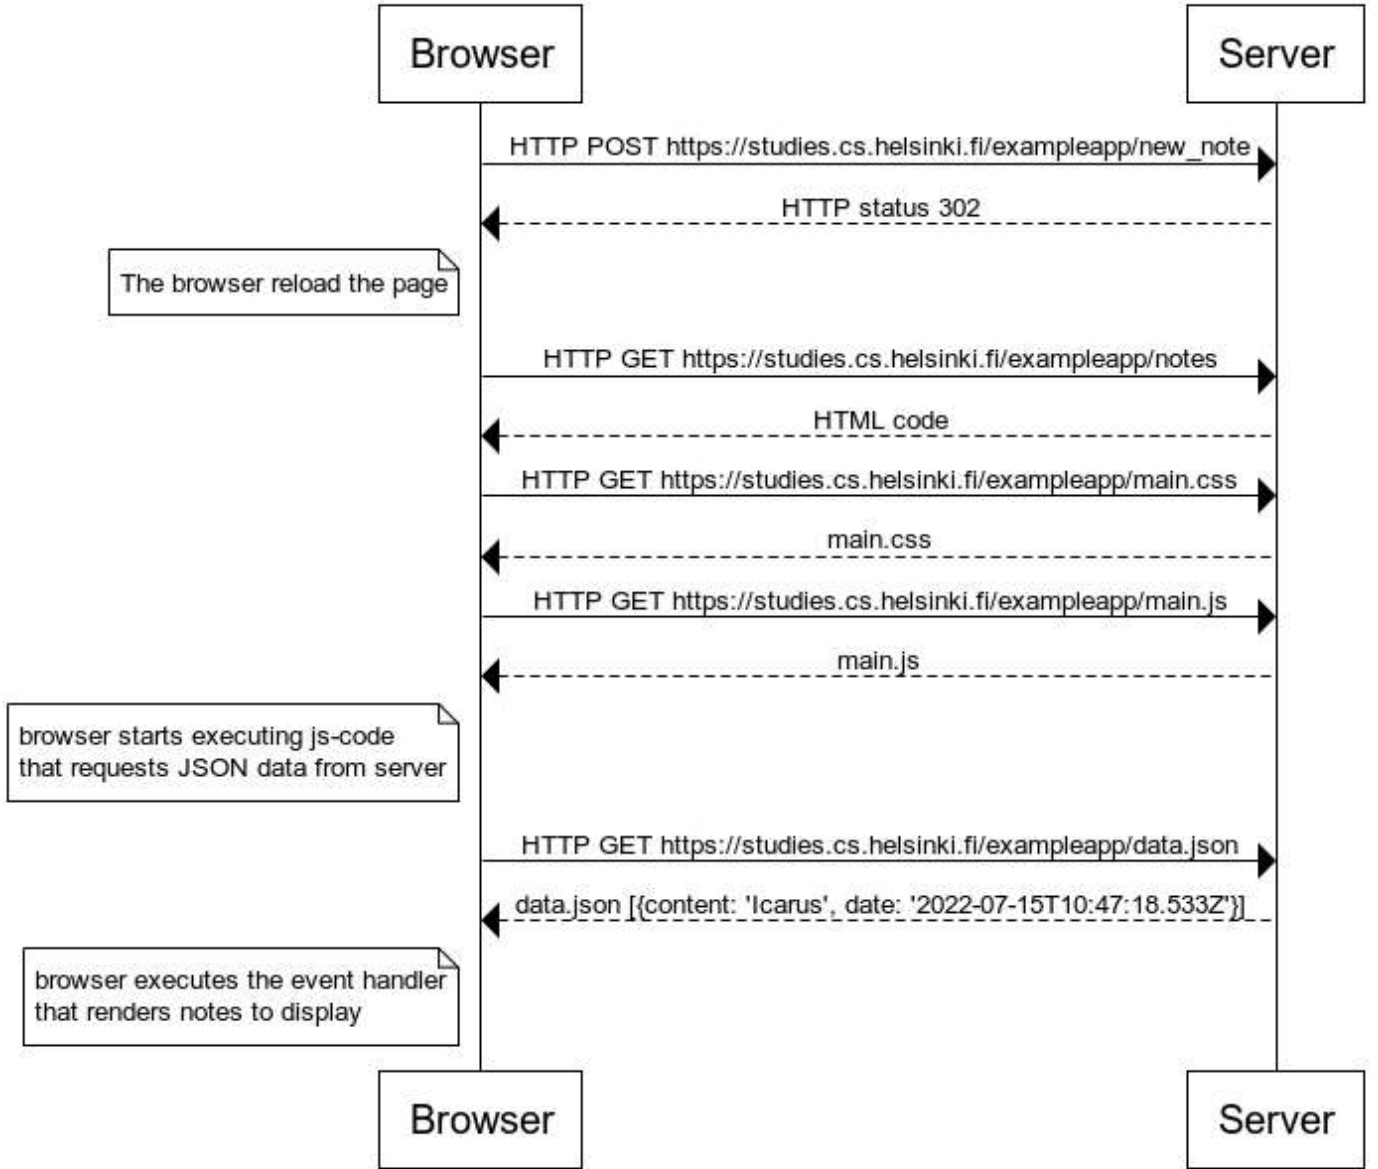 Browser
Server
HTTP POST https://studies.cs.helsinki.fi/exampleapp/new_note
HTTP status 302
The browser reload the page
HTTP GET https://studies.cs.helsinki.fi/exampleapp/notes
HTML code
HTTP GET https://studies.cs.helsinki.fi/exampleapp/main.css
main.css
HTTP GET https://studies.cs.helsinki.fi/exampleapp/main.js
main.js
browser starts executing js-code
that requests JSON data from server
HTTP GET https://studies.cs.helsinki.fi/exampleapp/data.json
data.json [{content: 'Icarus', date: '2022-07-15T10:47:18.533Z'}]
browser executes the event handler
that renders notes to display
Browser
Server